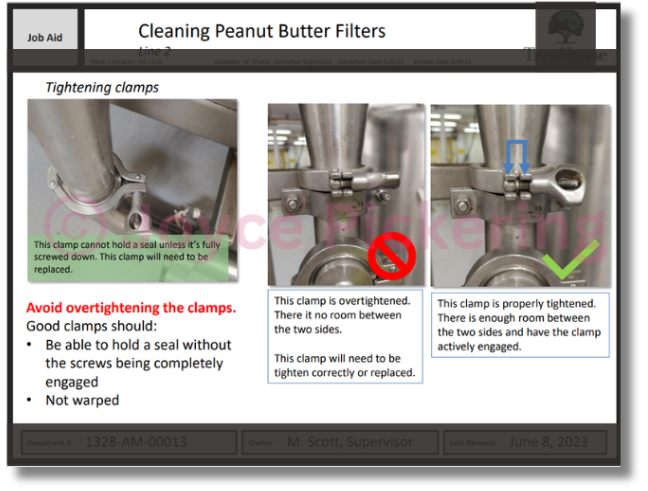 Job Aid
Cleaning Peanut Butter Filters
Line 2
Tightening clamps
This clamp cannot hold a seal unless it's fully
screwed down. This clamp will need to be
replaced.
Avoid overtightening the clamps.
Good clamps should:
• Be able to hold a seal without
the screws being completely
engaged
• Not warped
This clamp is overtightened.
There it no room between
the two sides.
This clamp will need to be
tighten correctly or replaced.
This clamp is properly tightened.
There is enough room between
the two sides and have the clamp
actively engaged.
© Joyce Pickering
Document #: 1328-AM-00013
Owner: M. Scott, Supervisor
Last Revised: June 8, 2023